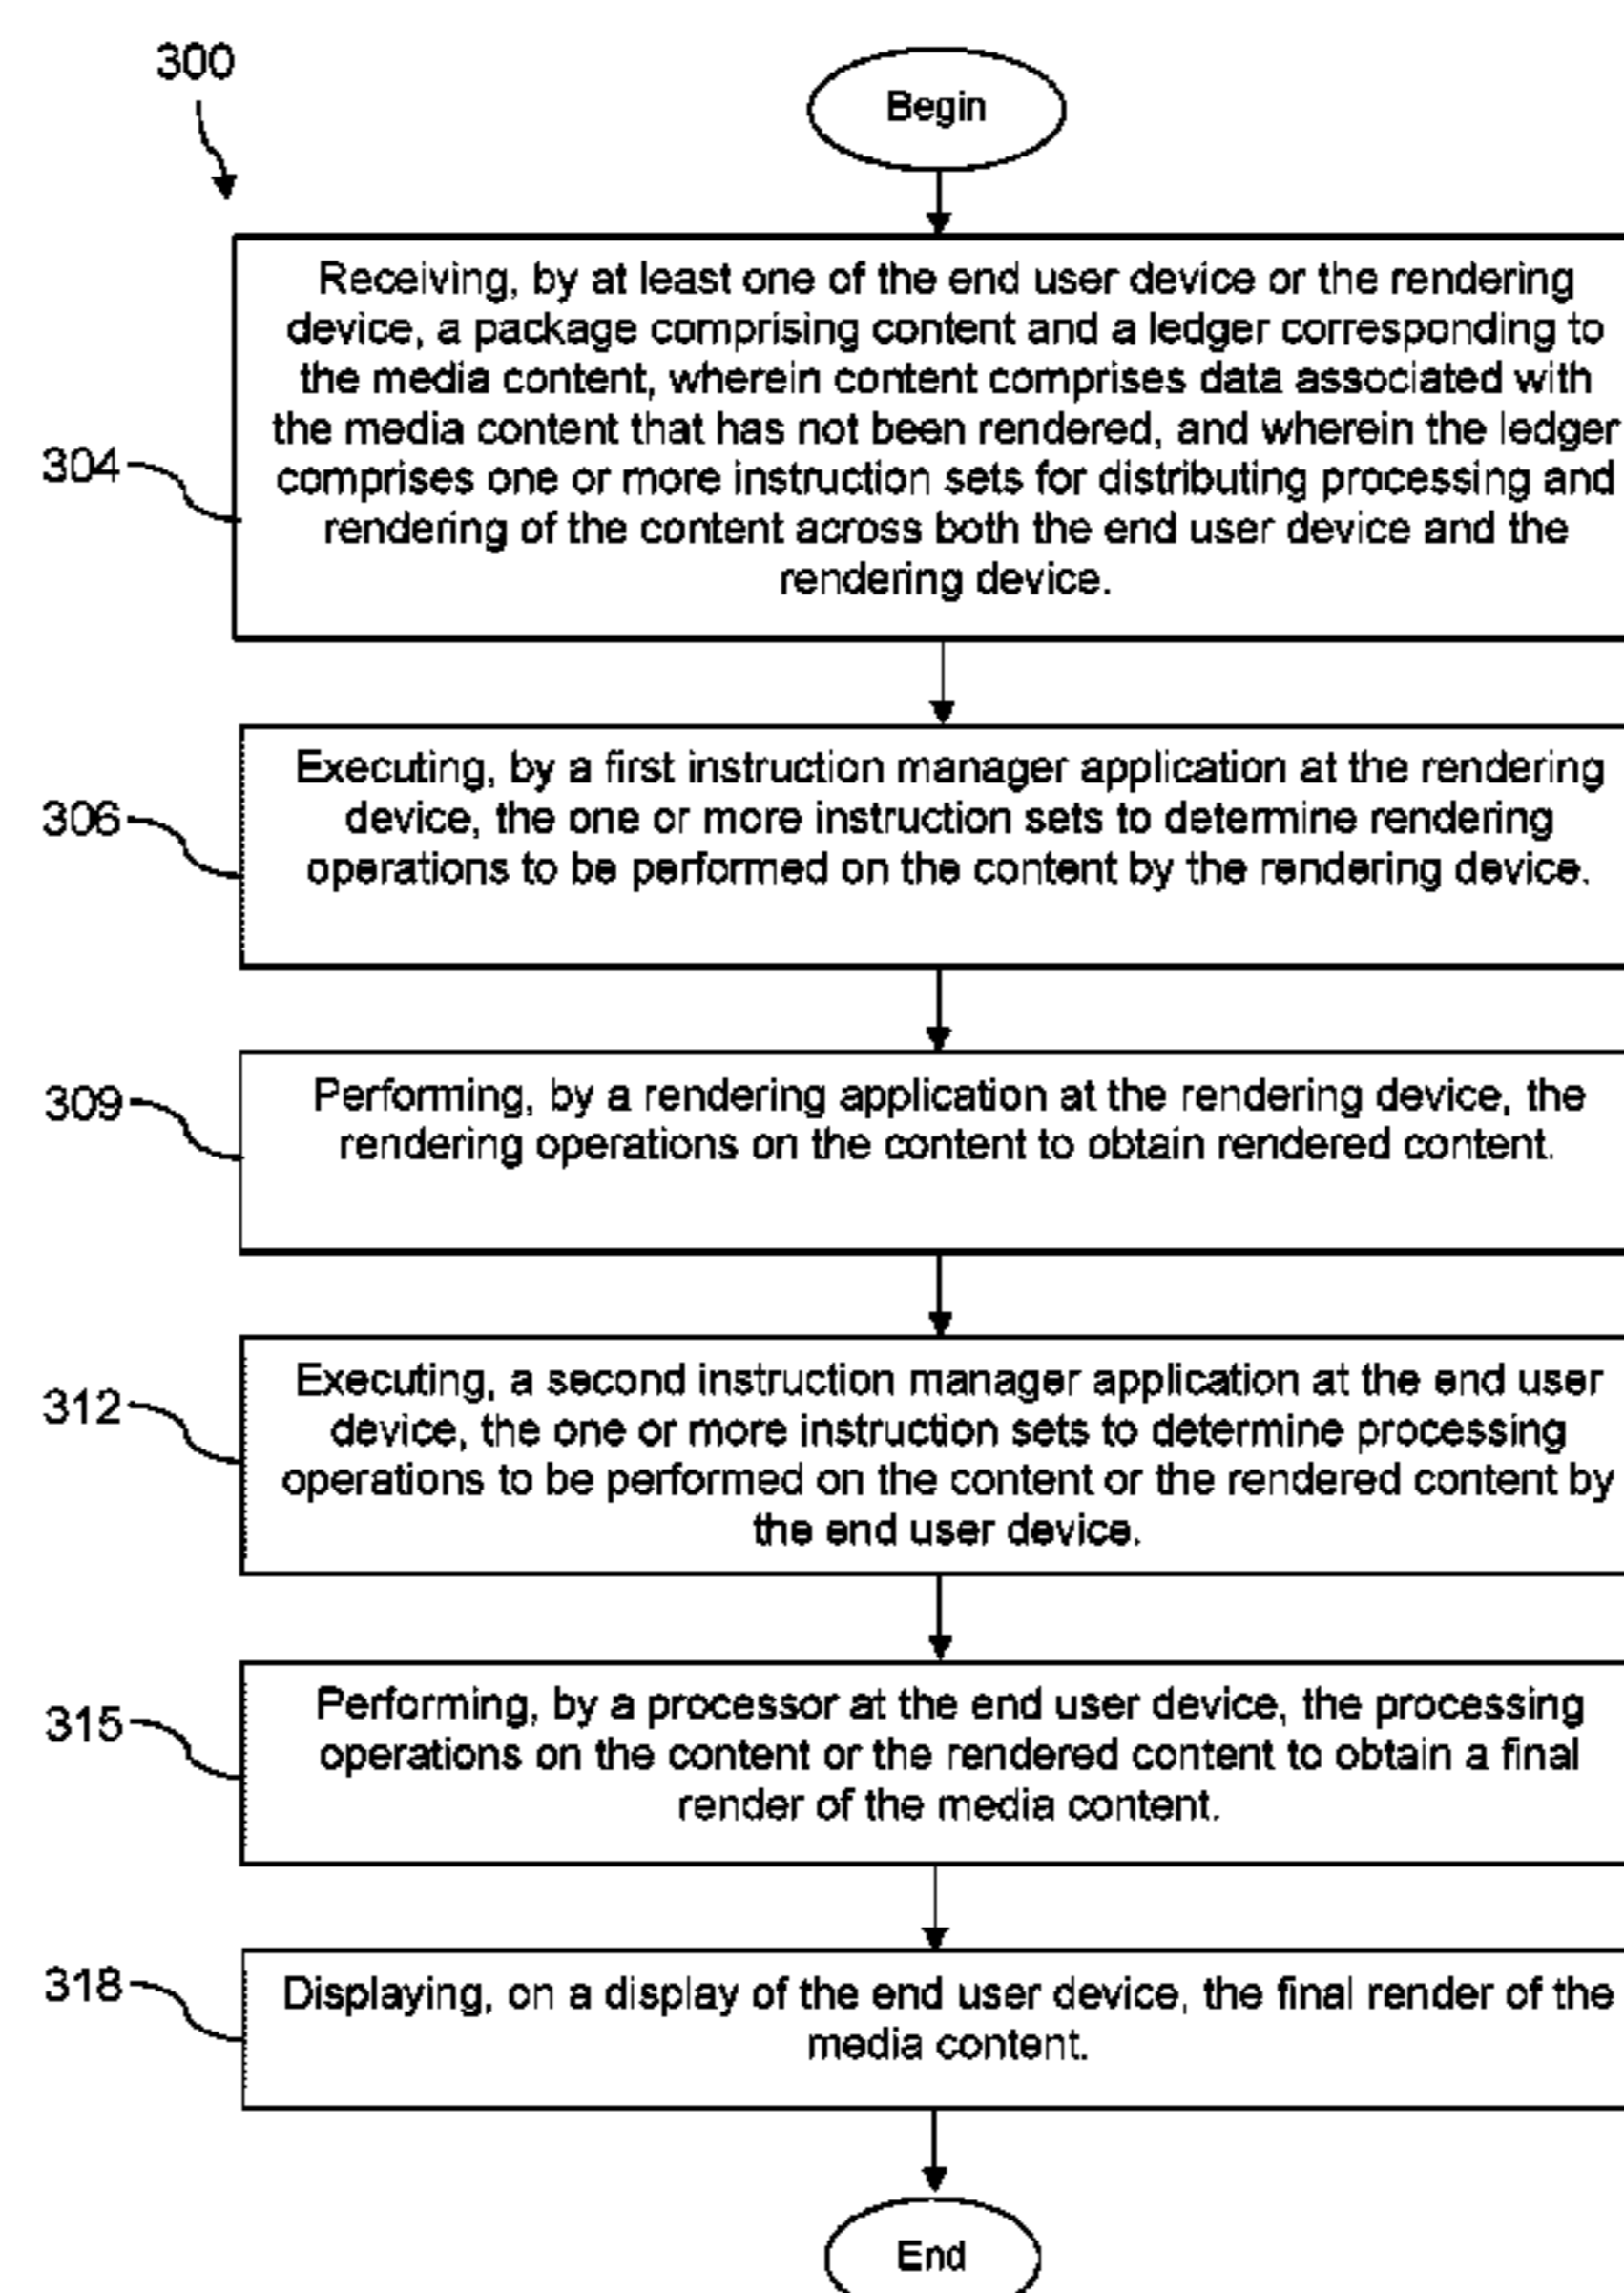 300
Begin
Receiving, by at least one of the end user device or the rendering
device, a package comprising content and a ledger corresponding to
the media content, wherein content comprises data associated with
the media content that has not been rendered, and wherein the ledger
comprises one or more instruction sets for distributing processing and
rendering of the content across both the end user device and the
rendering device.
304
Executing, by a first instruction manager application at the rendering
device, the one or more instruction sets to determine rendering
operations to be performed on the content by the rendering device.
306
Performing, by a rendering application at the rendering device, the
rendering operations on the content to obtain rendered content.
309
Executing, a second instruction manager application at the end user
device, the one or more instruction sets to determine processing
operations to be performed on the content or the rendered content by
the end user device.
312
Performing, by a processor at the end user device, the processing
operations on the content or the rendered content to obtain a final
render of the media content.
315
Displaying, on a display of the end user device, the final render of the
media content.
318
End